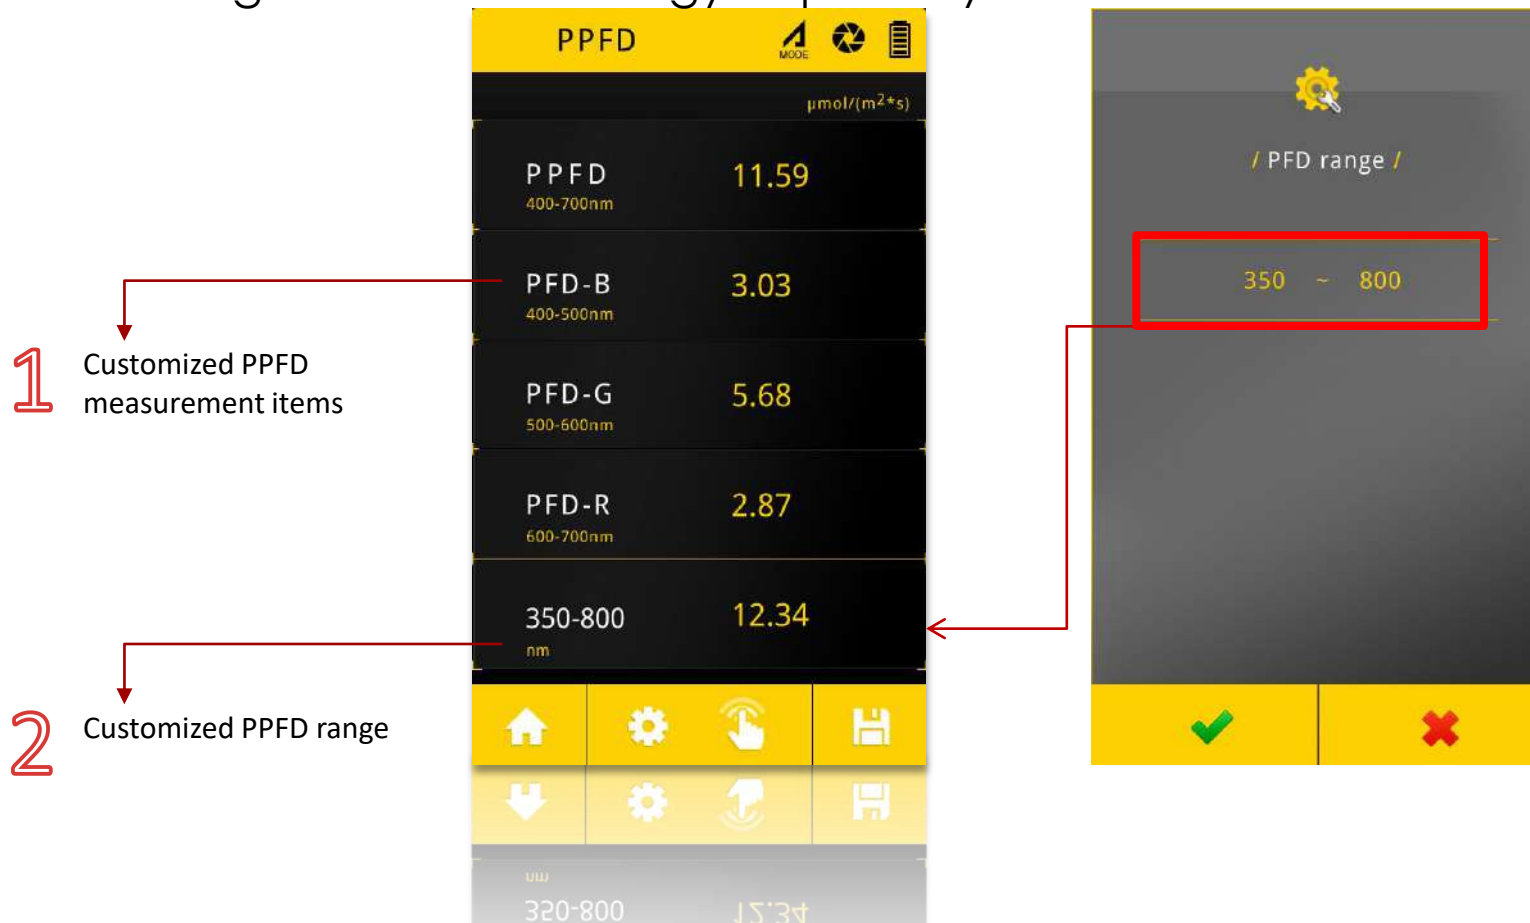 PPFD
MODE
μmol/(m²*s)
PPFD 11.59
400-700nm
PFD-B 3.03
400-500nm
PFD-G 5.68
500-600nm
PFD-R 2.87
600-700nm
350-800 12.34
nm
1
Customized PPFD
measurement items
2
Customized PPFD range
/ PFD range /
350 ~ 800